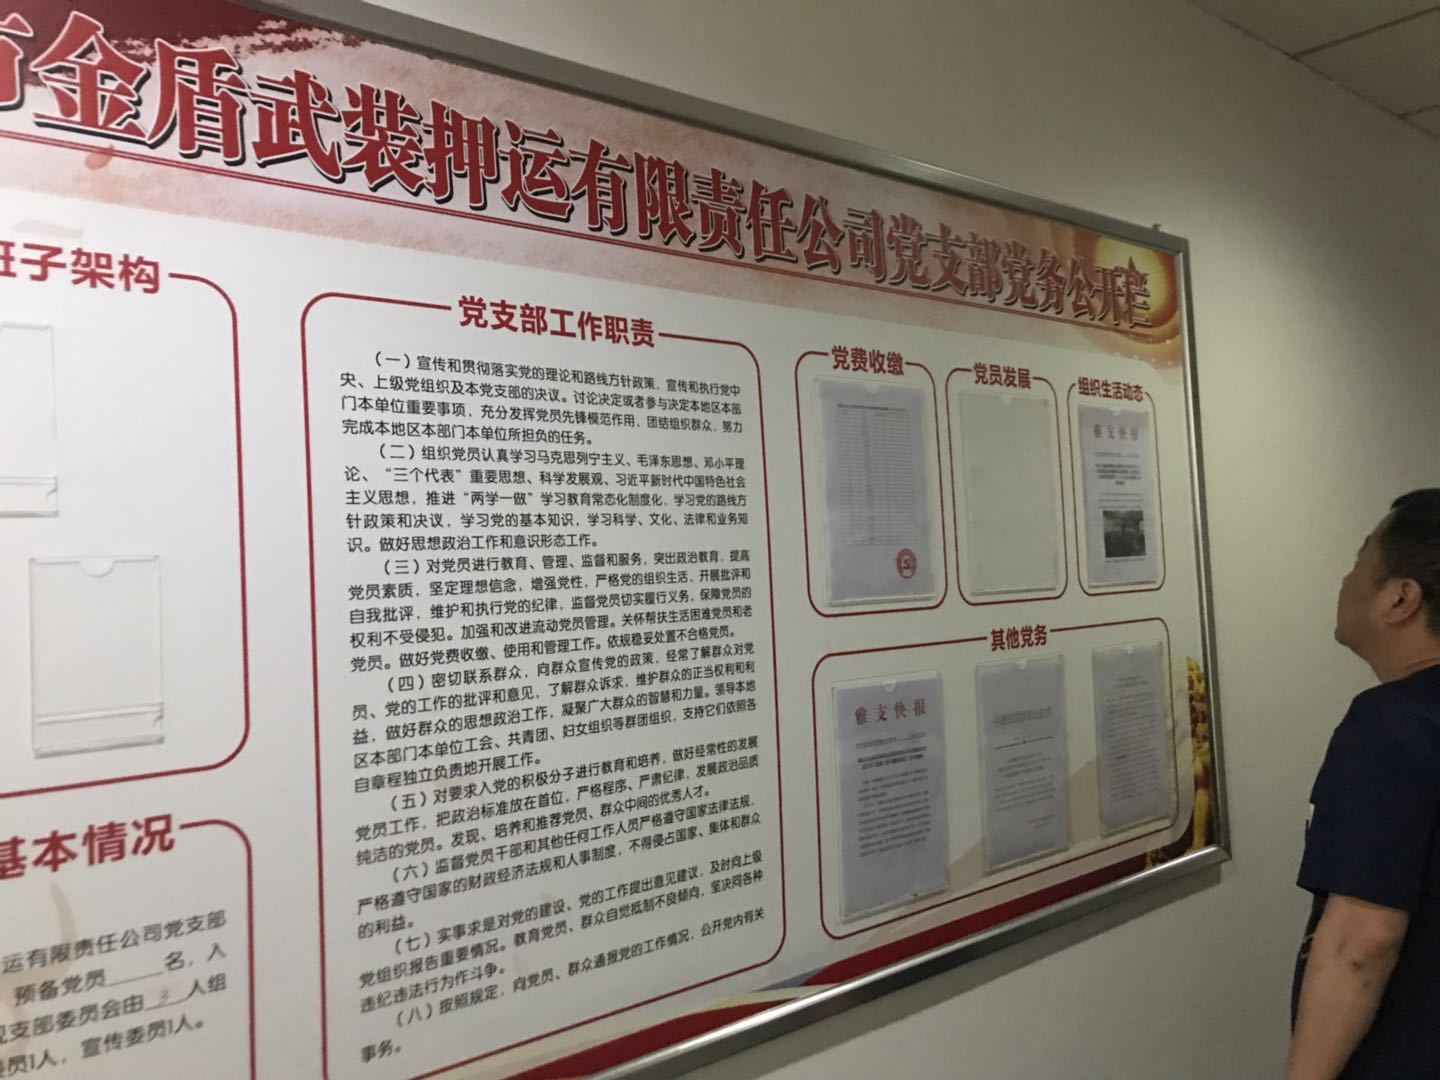 市金盾武装押运有限责任公司党支部党务公开栏
班子架构
党支部工作职责
（一）宣传和贯彻落实党的理论和路线方针政策，宣传和执行党中
央、上级党组织及本党支部的决议。讨论决定或者参与决定本地区本部
门本单位重要事项，充分发挥党员先锋模范作用，团结组织群众，努力
完成本地区本部门本单位所担负的任务。
（二）组织党员认真学习马克思列宁主义、毛泽东思想、邓小平理
论、“三个代表”重要思想、科学发展观、习近平新时代中国特色社会
主义思想，推进“两学一做”学习教育常态化制度化，学习党的路线方
针政策和决议，学习党的基本知识，学习科学、文化、法律和业务知
识。做好思想政治工作和意识形态工作。
（三）对党员进行教育、管理、监督和服务，突出政治教育，提高
党员素质，坚定理想信念，增强党性，严格党的组织生活，开展批评和
自我批评，维护和执行党的纪律，监督党员切实履行义务，保障党员的
权利不受侵犯。加强和改进流动党员管理。关怀帮扶生活困难党员和老
党员。做好党费收缴、使用和管理工作。依规稳妥处置不合格党员。
（四）密切联系群众，向群众宣传党的政策，经常了解群众对党
员、党的工作的批评和意见，了解群众诉求，维护群众的正当权利和利
益，做好群众的思想政治工作，凝聚广大群众的智慧和力量。领导本地
区本部门本单位工会、共青团、妇女组织等群团组织，支持它们依照各
自章程独立负责地开展工作。
（五）对要求入党的积极分子进行教育和培养，做好经常性的发展
党员工作，把政治标准放在首位，严格程序、严肃纪律，发展政治品质
纯洁的党员。发现、培养和推荐党员、群众中间的优秀人才。
（六）监督党员干部和其他任何工作人员严格遵守国家法律法规，
严格遵守国家的财政经济法规和人事制度，不得侵占国家、集体和群众
的利益。
（七）实事求是对党的建设、党的工作提出意见建议，及时向上级
党组织报告重要情况。教育党员、群众自觉抵制不良倾向，坚决同各种
违纪违法行为作斗争。
（八）按照规定，向党员、群众通报党的工作情况，公开党内有关
事务。
党费收缴
党员发展
组织生活动态
雅支快报
其他党务
雅支快报
基本情况
运有限责任公司党支部
预备党员 名，入
党支部委员会由 3 人组
委员1人，宣传委员1人。